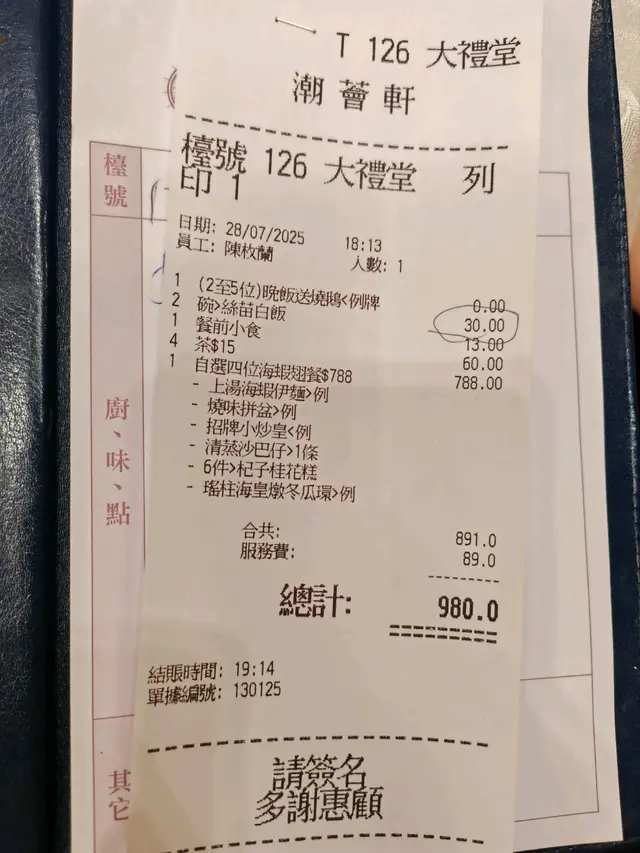 T 126 大禮堂
潮薈軒
檯號 126 大禮堂 列
印 1
日期: 28/07/2025 18:13
員工: 陳枚蘭 人數: 1
1 (2至5位)晚飯送燒鵝<例牌 0.00
2 碗>絲苗白飯 30.00
1 餐前小食 13.00
4 茶$15 60.00
1 自選四位海蝦翅餐$788 788.00
- 上湯海蝦伊麵>例
- 燒味拼盆>例
- 招牌小炒皇<例
- 清蒸沙巴仔>1條
- 6件>杞子桂花糕
- 瑤柱海皇燉冬瓜環>例
合共: 891.0
服務費: 89.0
總計: 980.0
結賬時間: 19:14
單據編號: 130125
請簽名
多謝惠顧
檯號
廚、味、點
其它